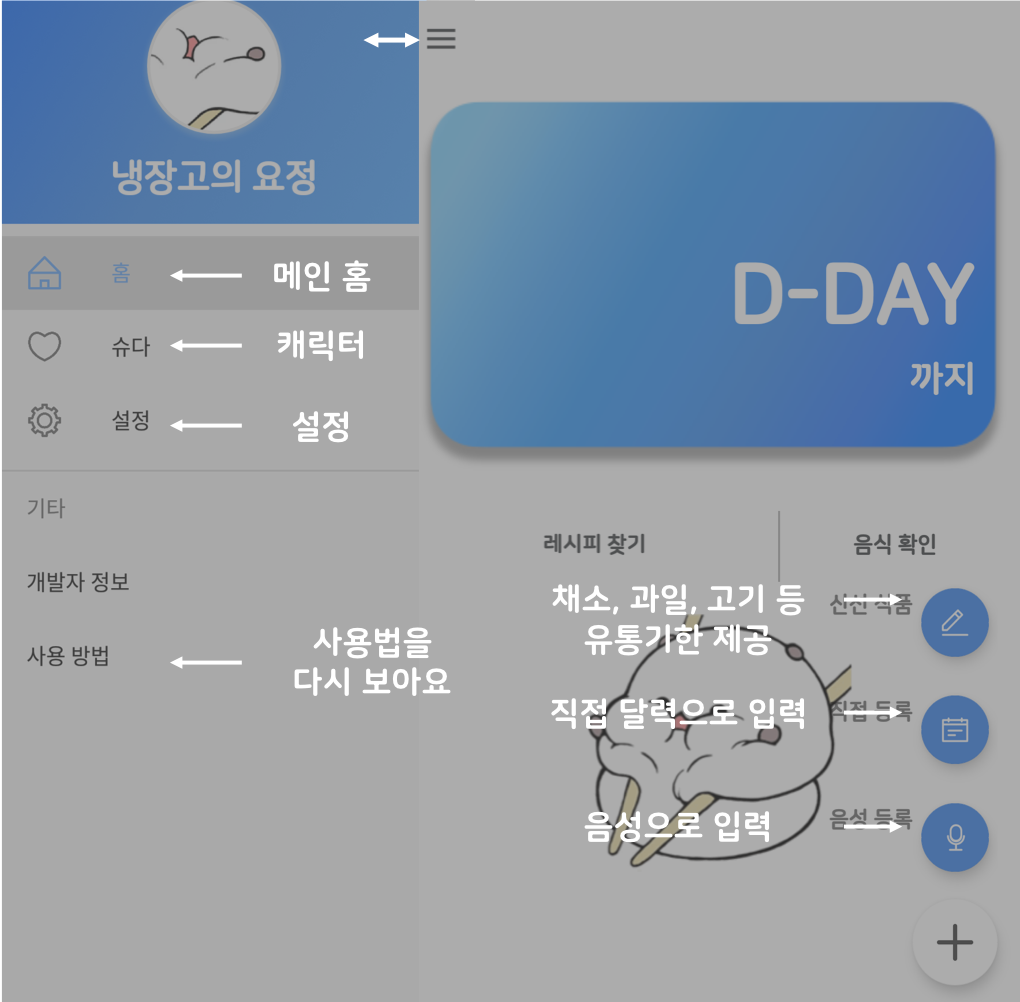 냉장고의 요정
홈
메인 홈
슈다
캐릭터
설정
설정
기타
개발자 정보
사용 방법
사용법을
다시 보아요
D-DAY
까지
레시피 찾기
음식 확인
채소, 과일, 고기 등
유통기한 제공
신선 식품
직접 달력으로 입력
직접 등록
음성으로 입력
음성 등록